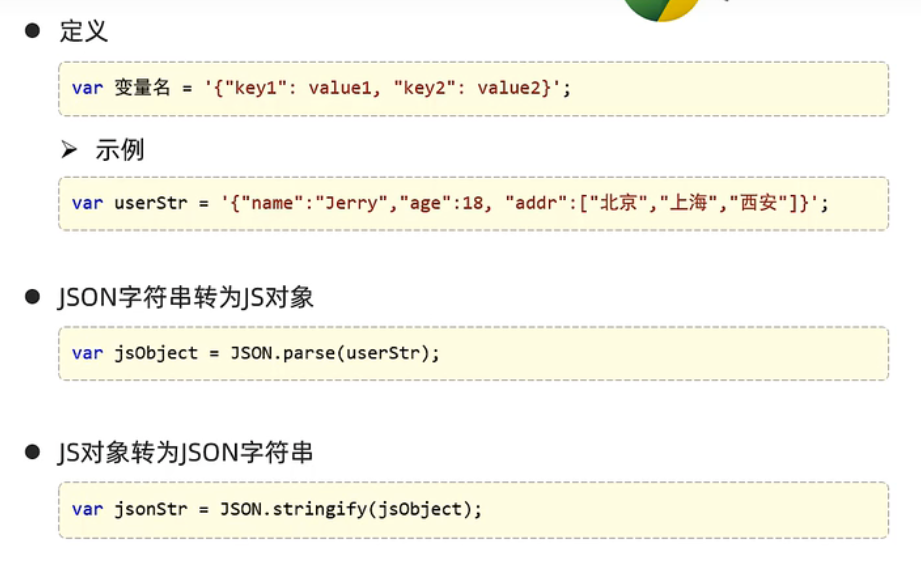 定义
var 变量名 = '{"key1": value1, "key2": value2}';
示例
var userStr = '{"name":"Jerry","age":18, "addr":["北京","上海","西安"]}';
JSON字符串转为JS对象
var jsObject = JSON.parse(userStr);
JS对象转为JSON字符串
var jsonStr = JSON.stringify(jsObject);